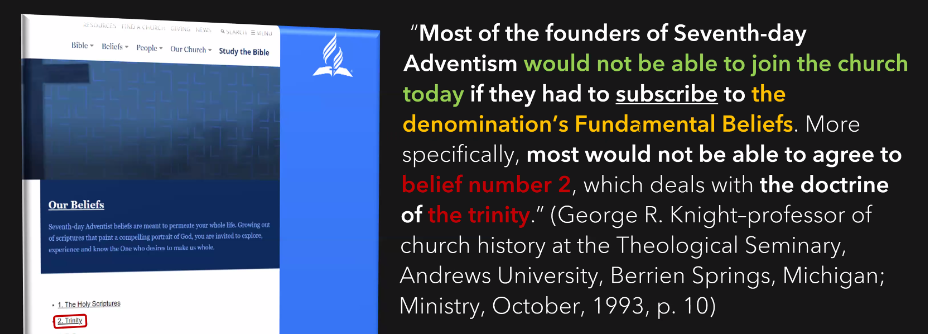 SEARCH
Bible Beliefs People Our Church Study the Bible
Our Beliefs
Seventh-day Adventist beliefs are meant to permeate your whole life. Growing out
of scriptures that paint a compelling portrait of God, you are invited to explore,
experience and know the One who desires to make us whole.
1. The Holy Scriptures
2. Trinity
“Most of the founders of Seventh-day
Adventism would not be able to join the church
today if they had to subscribe to the
denomination’s Fundamental Beliefs. More
specifically, most would not be able to agree to
belief number 2, which deals with the doctrine
of the trinity.” (George R. Knight–professor of
church history at the Theological Seminary,
Andrews University, Berrien Springs, Michigan;
Ministry, October, 1993, p. 10)